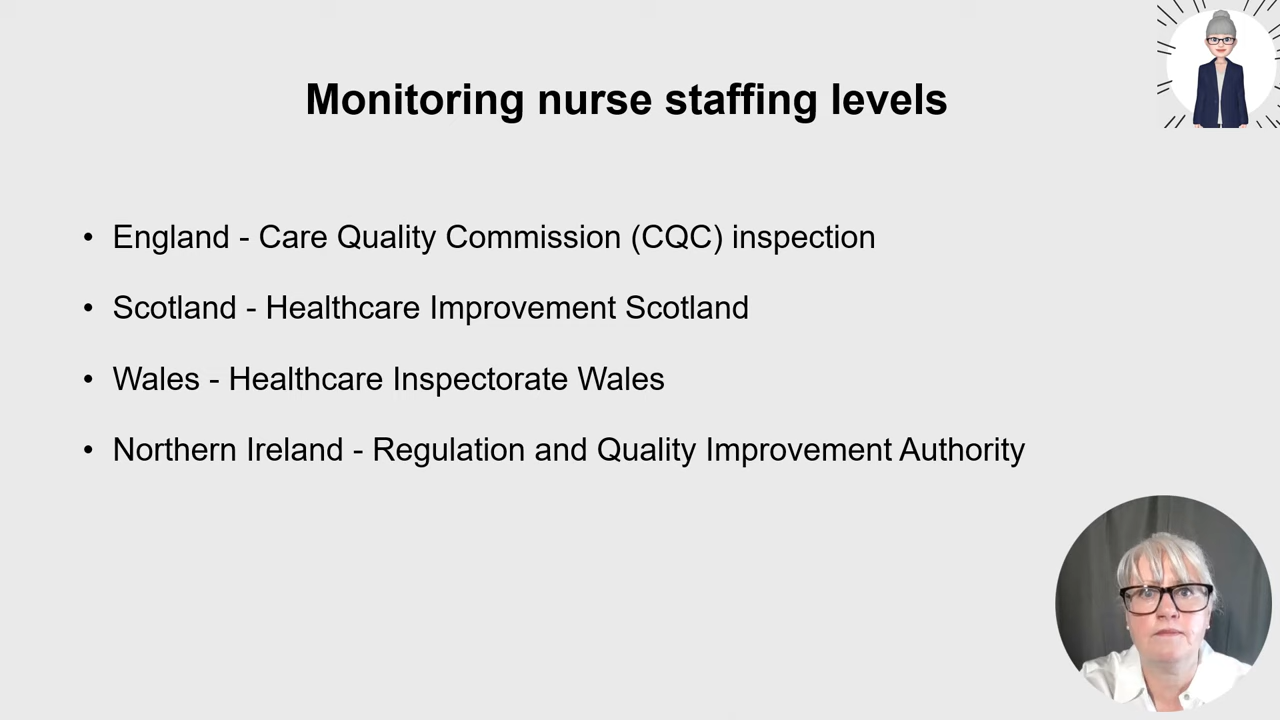 Monitoring nurse staffing levels
• England - Care Quality Commission (CQC) inspection
• Scotland - Healthcare Improvement Scotland
• Wales - Healthcare Inspectorate Wales
• Northern Ireland - Regulation and Quality Improvement Authority